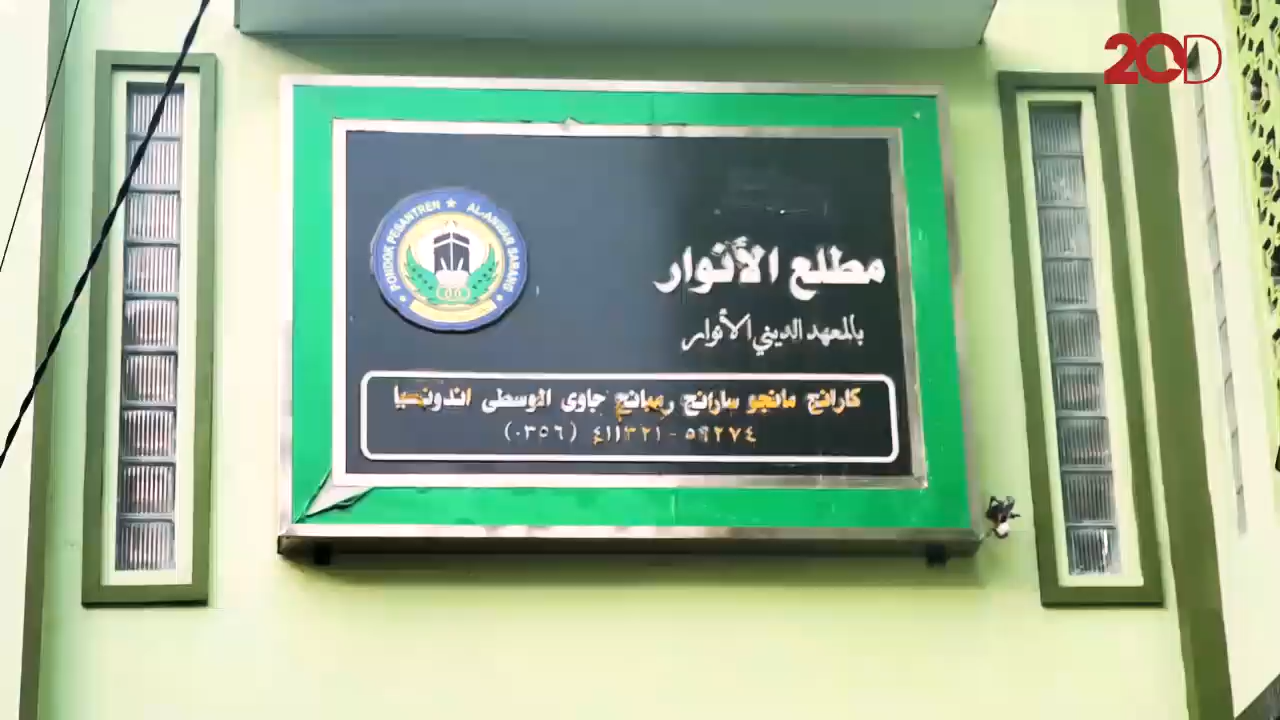 20D
PONDOK PESANTREN ★ AL-ANWAR SARANG
مطلع الأنوار
بالمعهد الديني الأنوار
كارانج مانجو سارانج رمبانج جاوى الوسطى اندونسيا
(٠٣٥٦) ٤١١٣٢١-٥٩٢٧٤